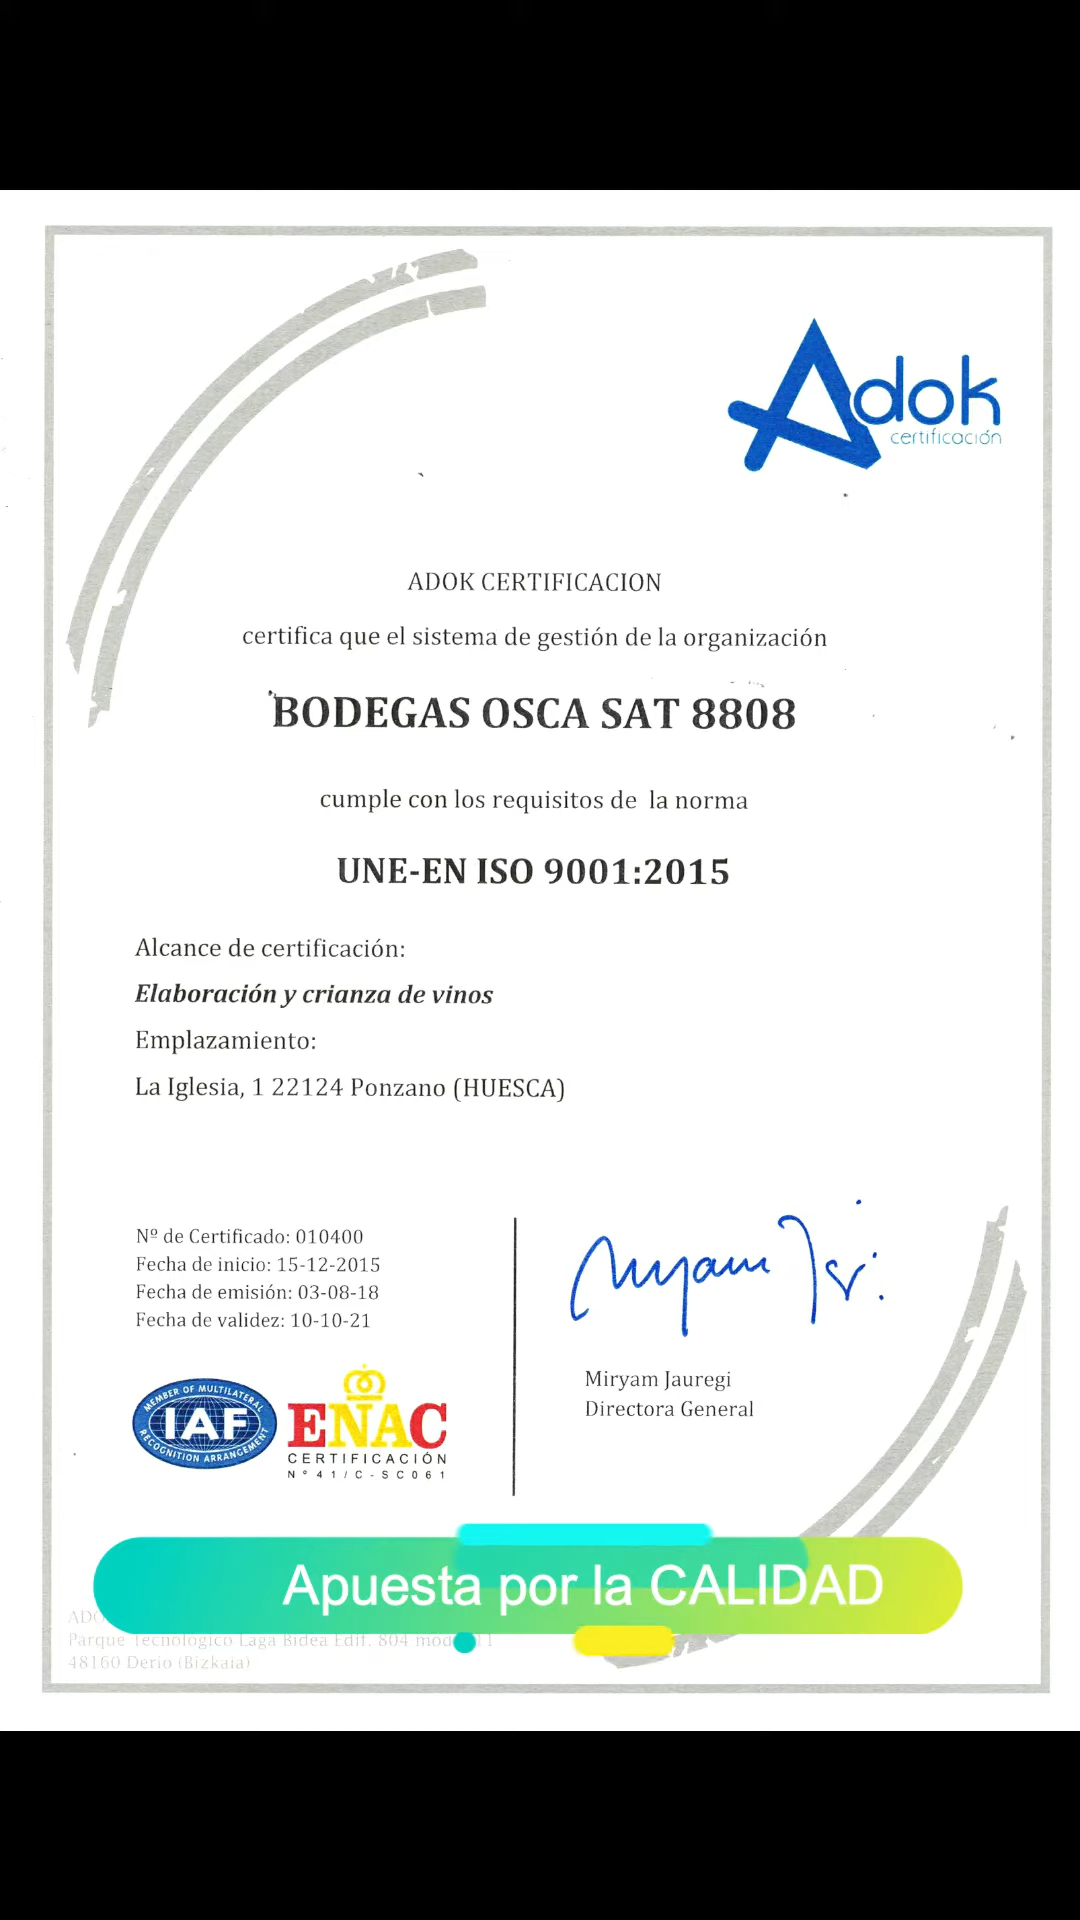 Adok
certificación
ADOK CERTIFICACION
certifica que el sistema de gestión de la organización
BODEGAS OSCA SAT 8808
cumple con los requisitos de la norma
UNE-EN ISO 9001:2015
Alcance de certificación:
Elaboración y crianza de vinos
Emplazamiento:
La Iglesia, 1 22124 Ponzano (HUESCA)
Nº de Certificado: 010400
Fecha de inicio: 15-12-2015
Fecha de emisión: 03-08-18
Fecha de validez: 10-10-21
Miryam Jauregi
Directora General
MEMBER OF MULTILATERAL
IAF
RECOGNITION ARRANGEMENT
ENAC
CERTIFICACIÓN
Nº 41/C-SC061
Apuesta por la CALIDAD
Parque Tecnológico Laga Bidea Edif. 804
48160 Derio (Bizkaia)